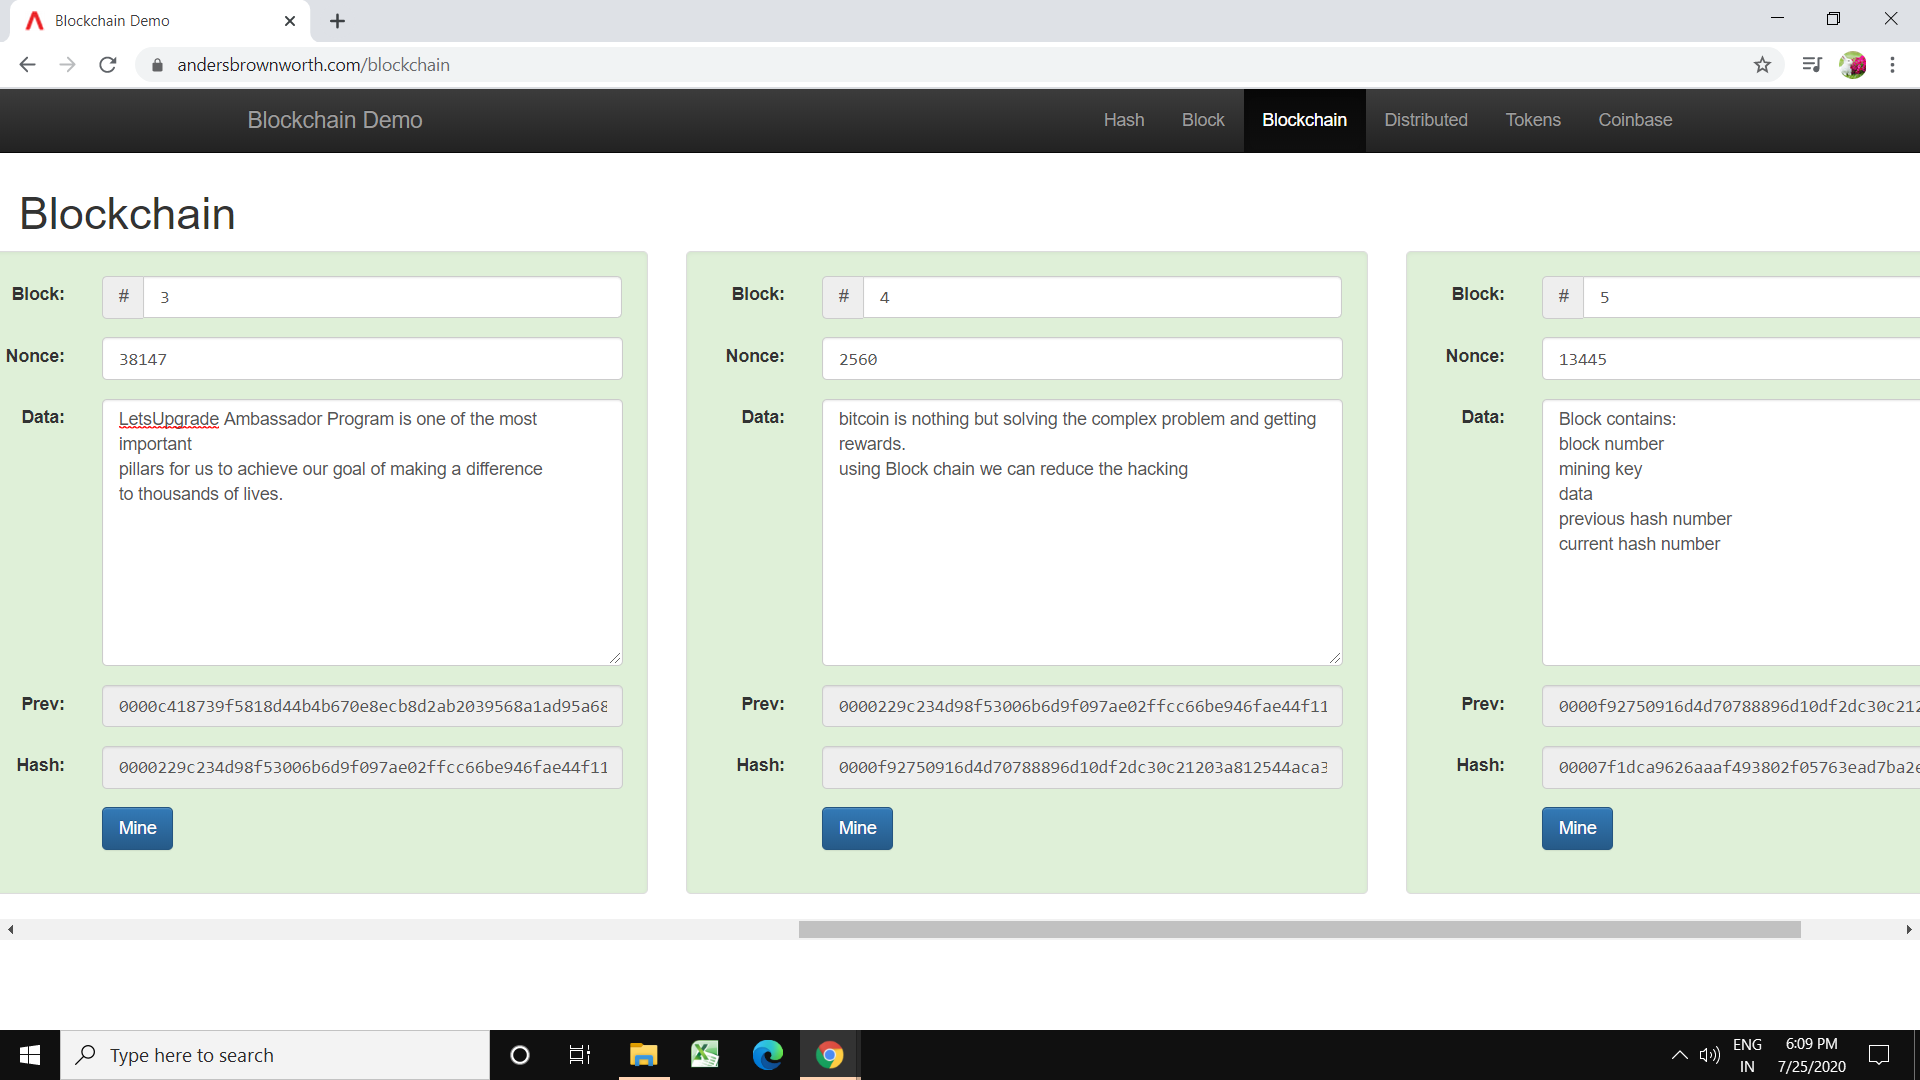 Blockchain Demo
andersbrownworth.com/blockchain
Blockchain Demo
Hash Block Blockchain Distributed Tokens Coinbase
Blockchain
Block: # 3
Nonce: 38147
Data: LetsUpgrade Ambassador Program is one of the most
important
pillars for us to achieve our goal of making a difference
to thousands of lives.
Prev: 0000c418739f5818d44b4b670e8ecb8d2ab2039568a1ad95a68
Hash: 0000229c234d98f53006b6d9f097ae02ffcc66be946fae44f11
Mine
Block: # 4
Nonce: 2560
Data: bitcoin is nothing but solving the complex problem and getting
rewards.
using Block chain we can reduce the hacking
Prev: 0000229c234d98f53006b6d9f097ae02ffcc66be946fae44f11
Hash: 0000f92750916d4d70788896d10df2dc30c21203a812544aca3
Mine
Block: # 5
Nonce: 13445
Data: Block contains:
block number
mining key
data
previous hash number
current hash number
Prev: 0000f92750916d4d70788896d10df2dc30c212
Hash: 00007f1dca9626aaaf493802f05763ead7ba2e
Mine
Type here to search
ENG
IN
6:09 PM
7/25/2020